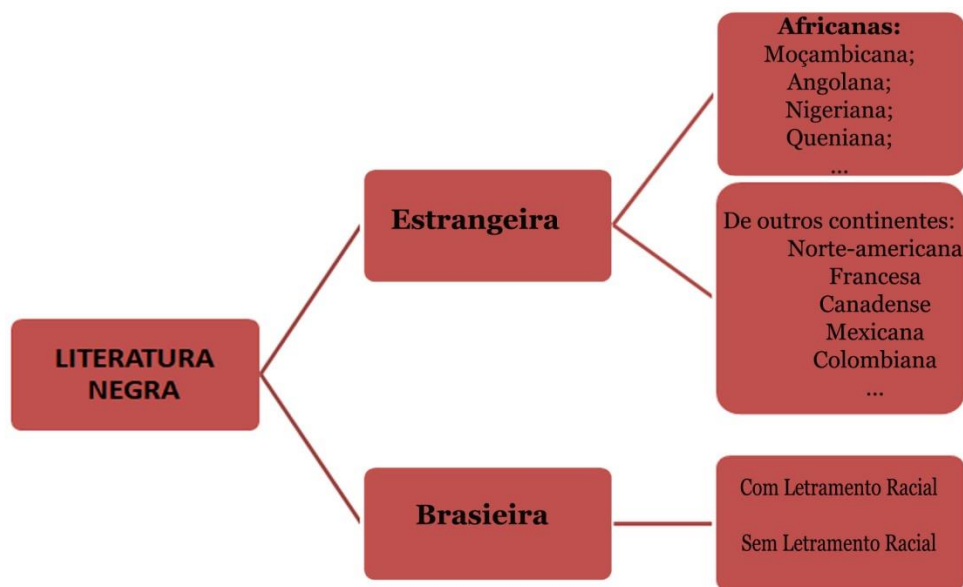 LITERATURA
NEGRA
Estrangeira
Africanas:
Moçambicana;
Angolana;
Nigeriana;
Queniana;
...
De outros continentes:
Norte-americana
Francesa
Canadense
Mexicana
Colombiana
...
Brasieira
Com Letramento Racial
Sem Letramento Racial